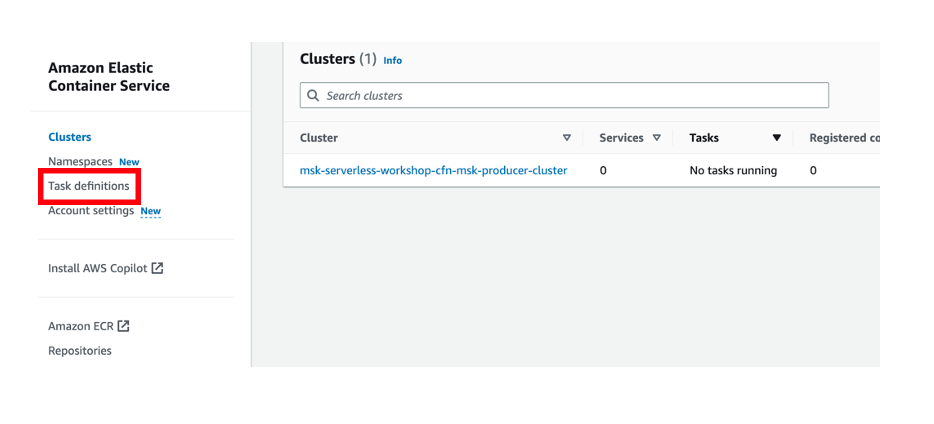 Amazon Elastic
Container Service
Clusters
Namespaces New
Task definitions
Account settings New
Install AWS Copilot
Amazon ECR
Repositories
Clusters (1) Info
Search clusters
Cluster Services Tasks Registered co
msk-serverless-workshop-cfn-msk-producer-cluster 0 No tasks running 0